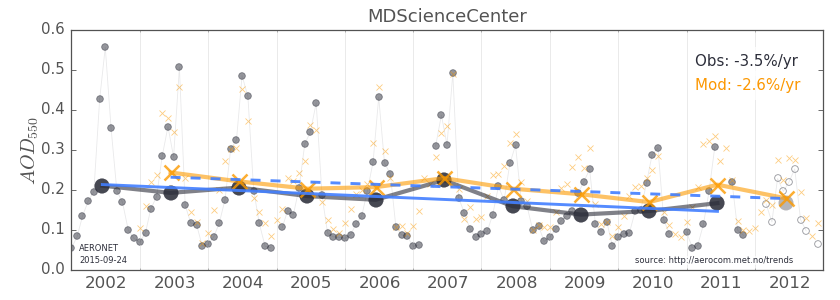 MDScienceCenter
0.6
0.5
0.4
0.3
0.2
0.1
0.0
AOD550
Obs: -3.5%/yr
Mod: -2.6%/yr
AERONET
2015-09-24
source: http://aerocom.met.no/trends
2002 2003 2004 2005 2006 2007 2008 2009 2010 2011 2012